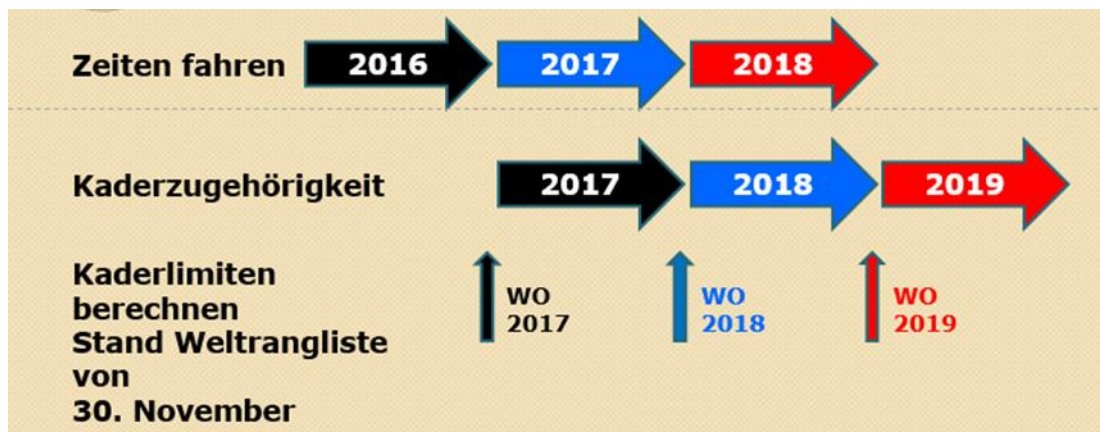 Zeiten fahren 2016 2017 2018
Kaderzugehörigkeit 2017 2018 2019
Kaderlimiten
berechnen
Stand Weltrangliste
von
30. November
WO
2017
WO
2018
WO
2019